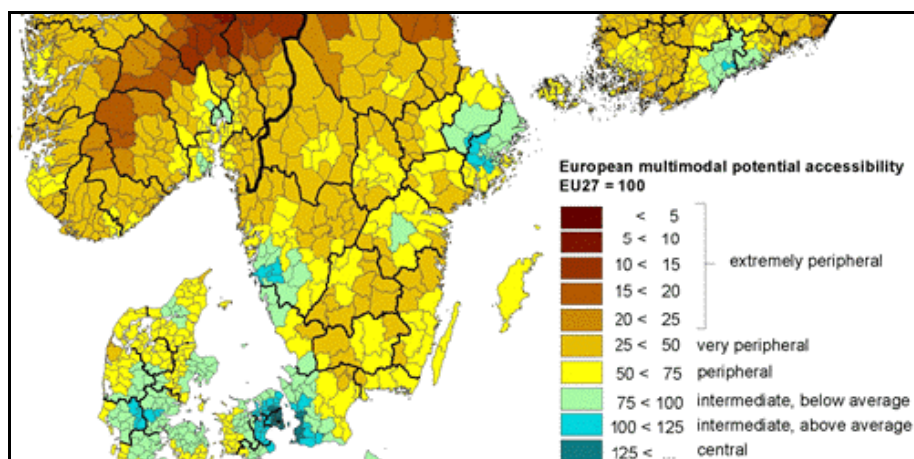 European multimodal potential accessibility
EU27 = 100
< 5
5 < 10
10 < 15 extremely peripheral
15 < 20
20 < 25
25 < 50 very peripheral
50 < 75 peripheral
75 < 100 intermediate, below average
100 < 125 intermediate, above average
125 < ... central